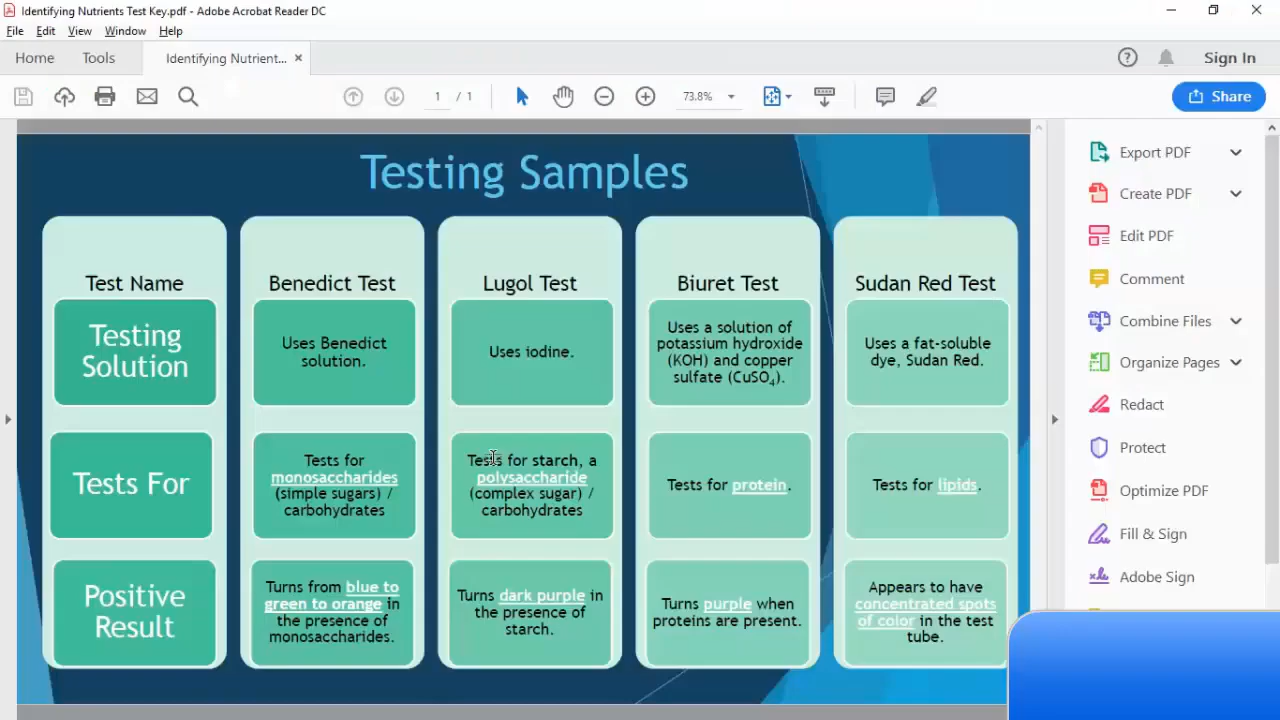 Identifying Nutrients Test Key.pdf - Adobe Acrobat Reader DC
File Edit View Window Help
Home Tools Identifying Nutrient... × Sign In
1 / 1 73.8% Share
Testing Samples
Test Name
Testing
Solution
Tests For
Positive
Result
Benedict Test
Uses Benedict
solution.
Tests for
monosaccharides
(simple sugars) /
carbohydrates
Turns from blue to
green to orange in
the presence of
monosaccharides.
Lugol Test
Uses iodine.
Tests for starch, a
polysaccharide
(complex sugar) /
carbohydrates
Turns dark purple in
the presence of
starch.
Biuret Test
Uses a solution of
potassium hydroxide
(KOH) and copper
sulfate (CuSO₄).
Tests for protein.
Turns purple when
proteins are present.
Sudan Red Test
Uses a fat-soluble
dye, Sudan Red.
Tests for lipids.
Appears to have
concentrated spots
of color in the test
tube.
Export PDF
Create PDF
Edit PDF
Comment
Combine Files
Organize Pages
Redact
Protect
Optimize PDF
Fill & Sign
Adobe Sign